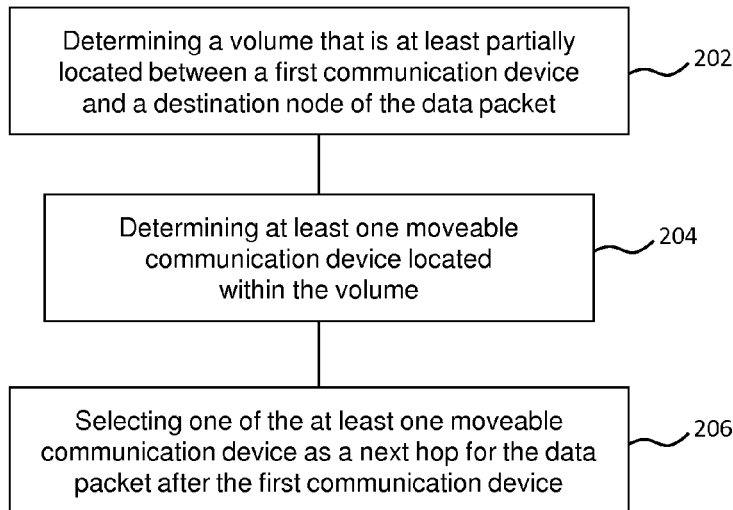 Determining a volume that is at least partially
located between a first communication device
and a destination node of the data packet
202
Determining at least one moveable
communication device located
within the volume
204
Selecting one of the at least one moveable
communication device as a next hop for the data
packet after the first communication device
206